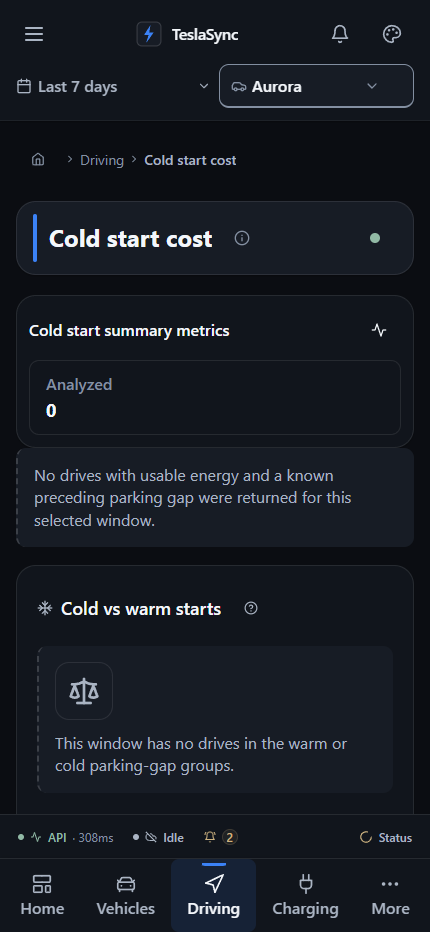 TeslaSync
Last 7 days
Aurora
Driving
Cold start cost
Cold start cost
Cold start summary metrics
Analyzed
0
No drives with usable energy and a known
preceding parking gap were returned for this
selected window.
Cold vs warm starts
This window has no drives in the warm or
cold parking-gap groups.
API · 308ms
Idle
2
Status
Home
Vehicles
Driving
Charging
More